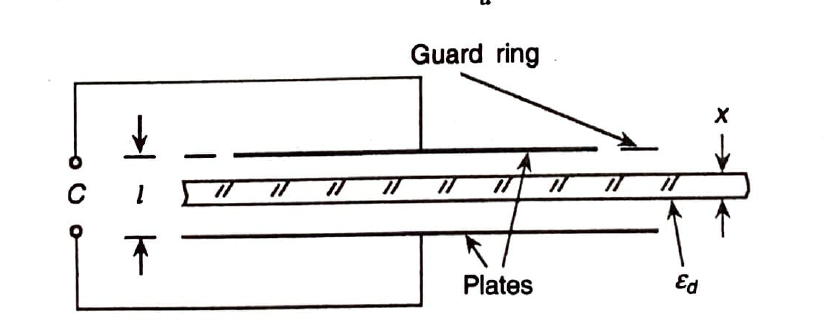 Guard ring
x
C
l
Plates
εd